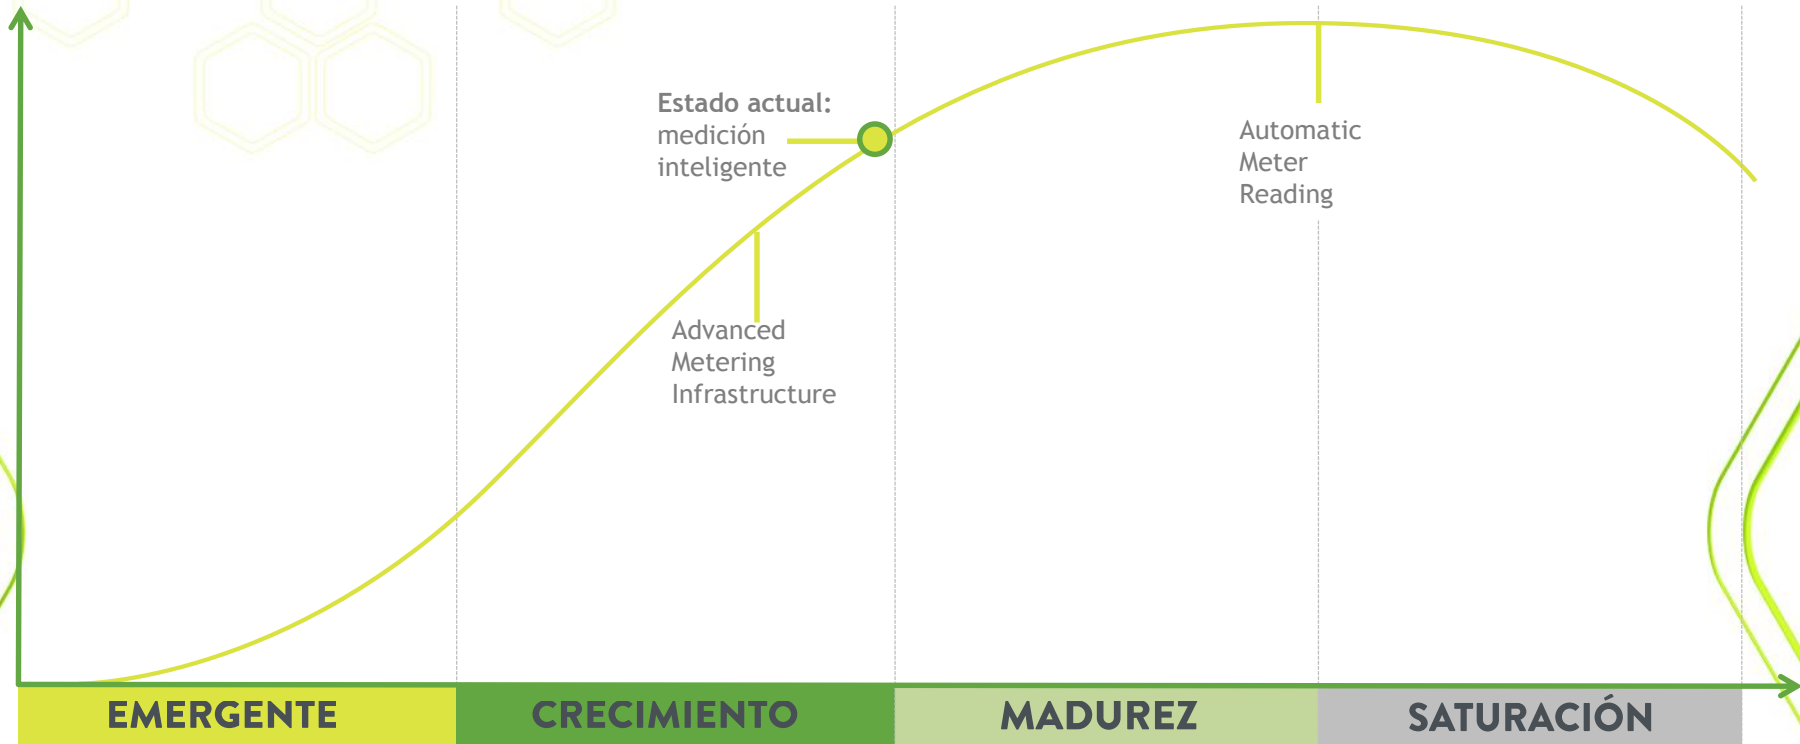 Estado actual:
medición
inteligente
Automatic
Meter
Reading
Advanced
Metering
Infrastructure
EMERGENTE
CRECIMIENTO
MADUREZ
SATURACIÓN